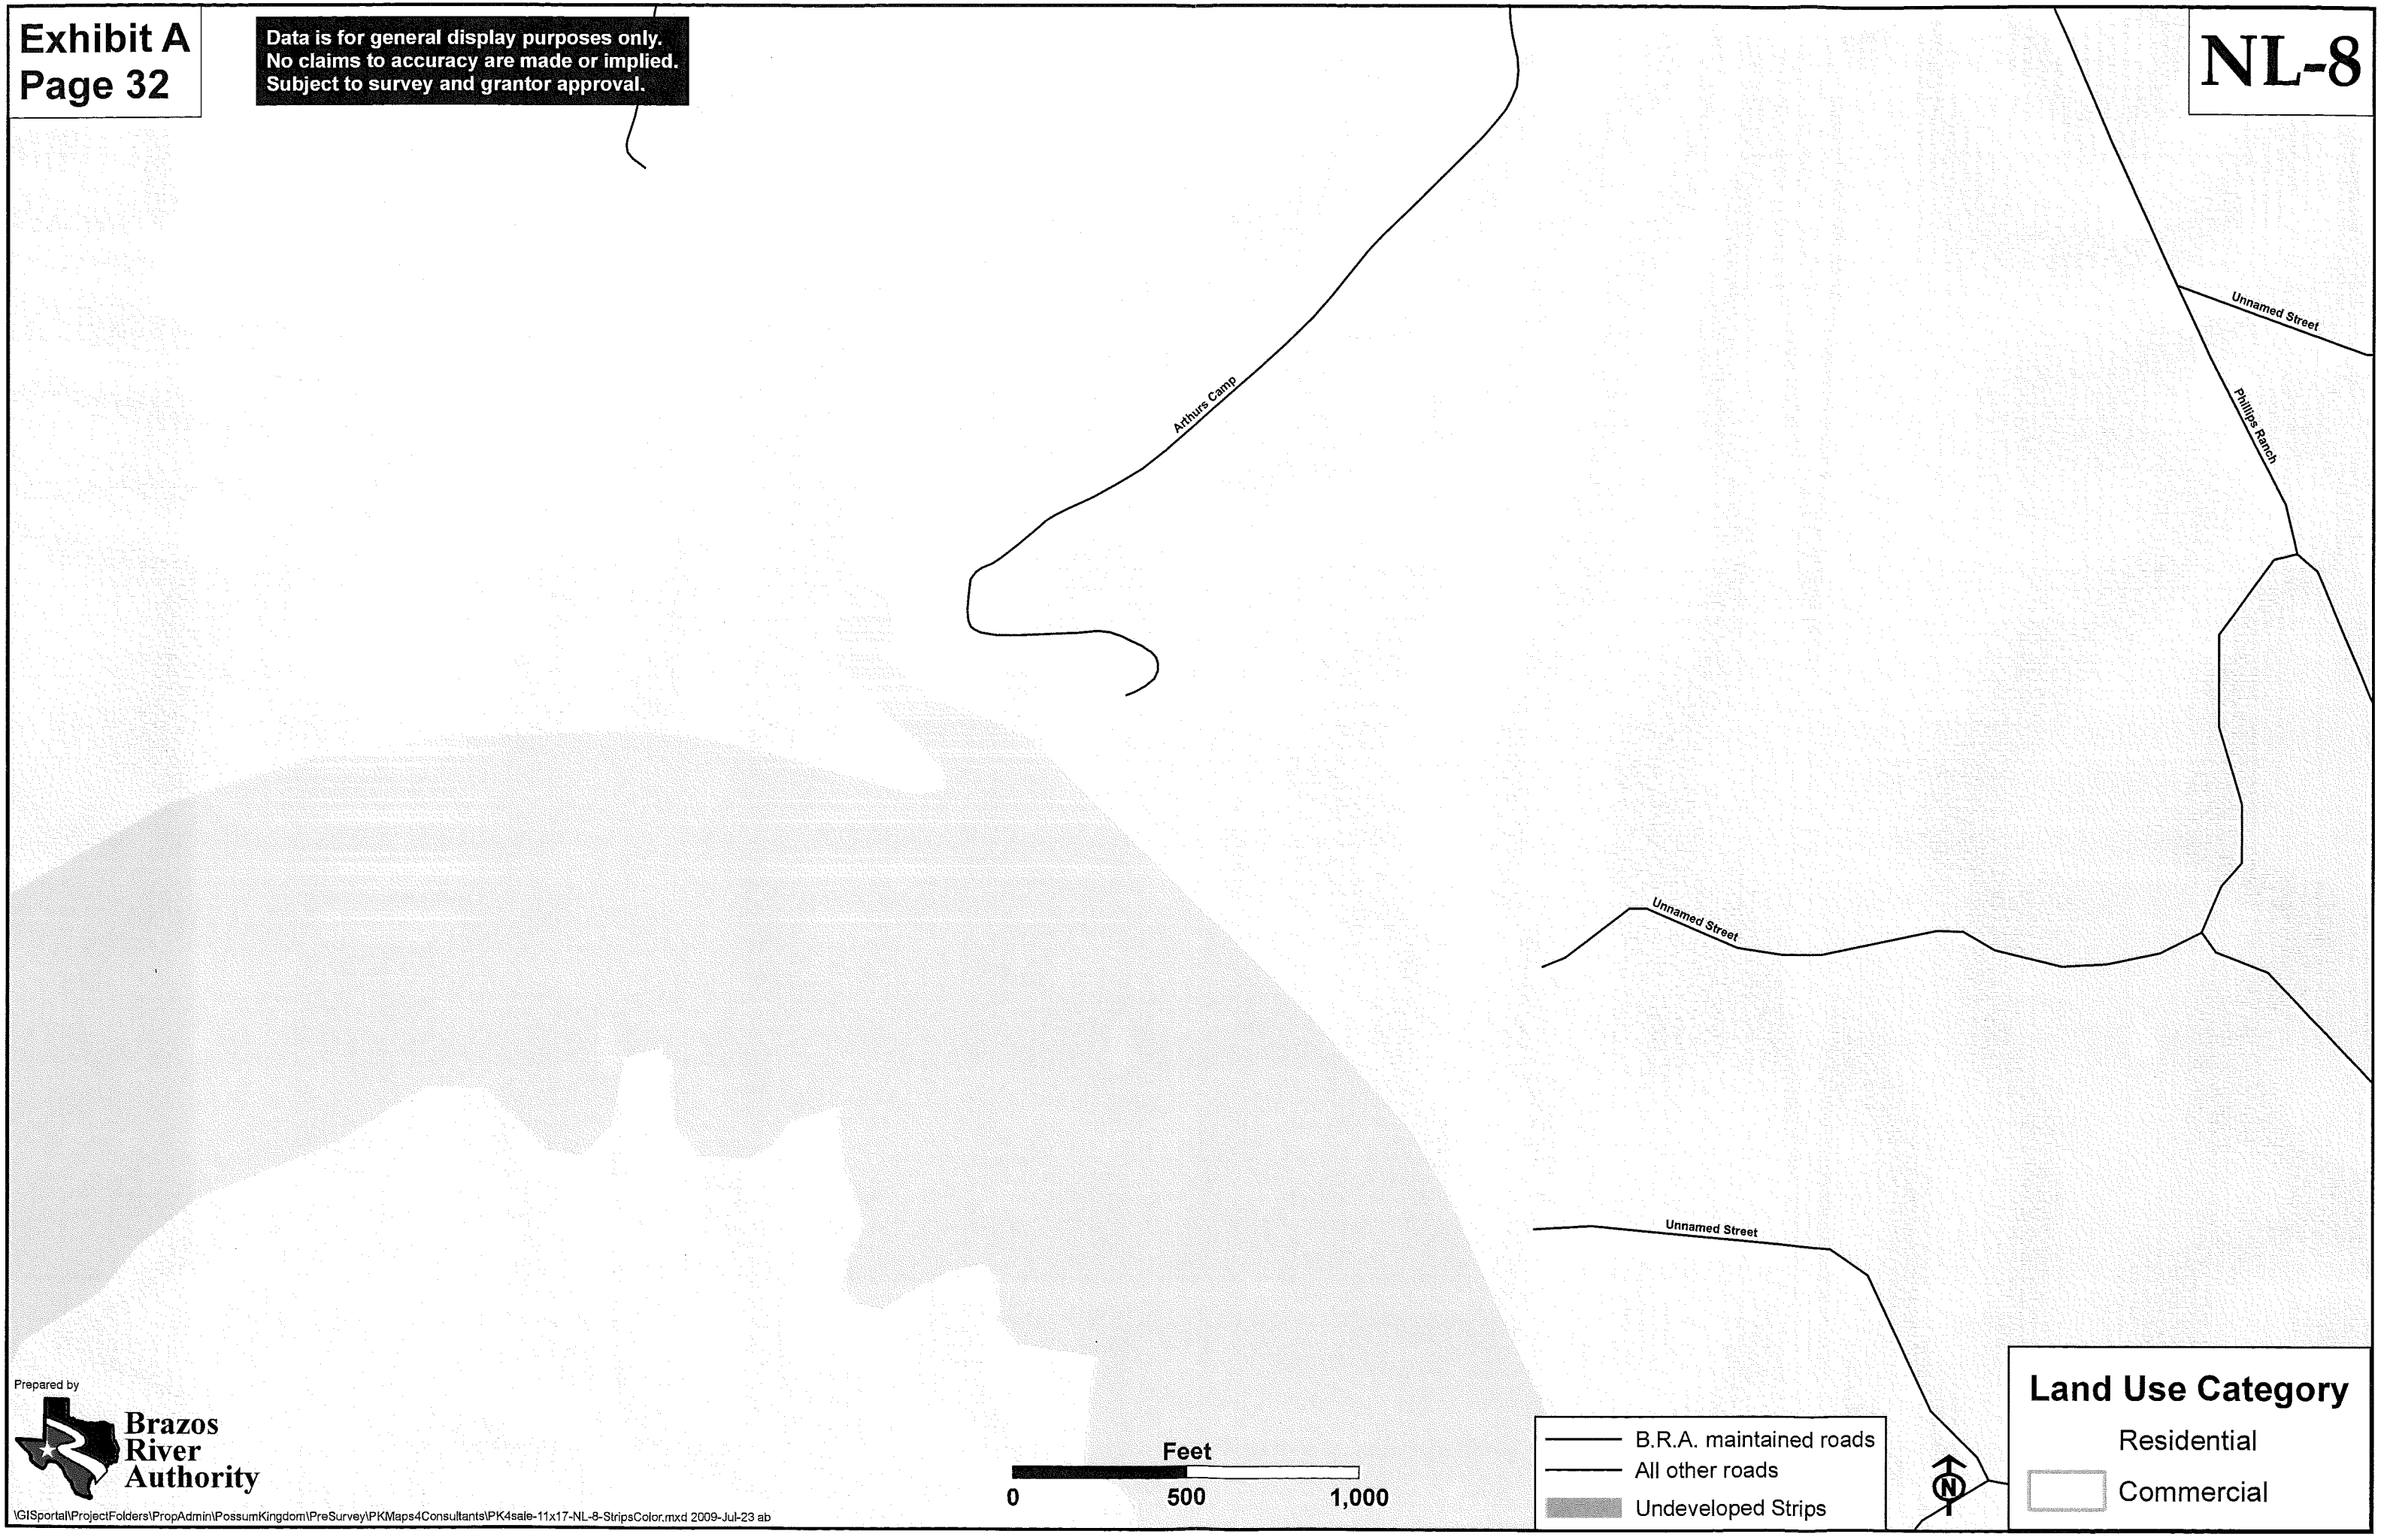 Exhibit A
Page 32
Data is for general display purposes only.
No claims to accuracy are made or implied.
Subject to survey and grantor approval.
NL-8
Unnamed Street
Phillips Ranch
Arthurs Camp
Unnamed Street
Unnamed Street
Prepared by
Brazos
River
Authority
Feet
0 500 1,000
B.R.A. maintained roads
All other roads
Undeveloped Strips
N
Land Use Category
Residential
Commercial
\GISportal\ProjectFolders\PropAdmin\PossumKingdom\PreSurvey\PKMaps4Consultants\PK4sale-11x17-NL-8-StripsColor.mxd 2009-Jul-23 ab